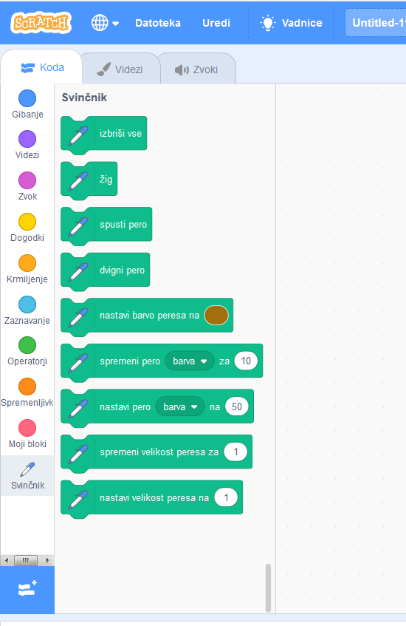 SCRATCH Datoteka Uredi Vadnice Untitled-1
Koda Videzi Zvoki
Gibanje
Videzi
Zvok
Dogodki
Krmiljenje
Zaznavanje
Operatorji
Spremenljivk
Moji bloki
Svinčnik
Svinčnik
izbriši vse
žig
spusti pero
dvigni pero
nastavi barvo peresa na
spremeni pero barva za 10
nastavi pero barva na 50
spremeni velikost peresa za 1
nastavi velikost peresa na 1